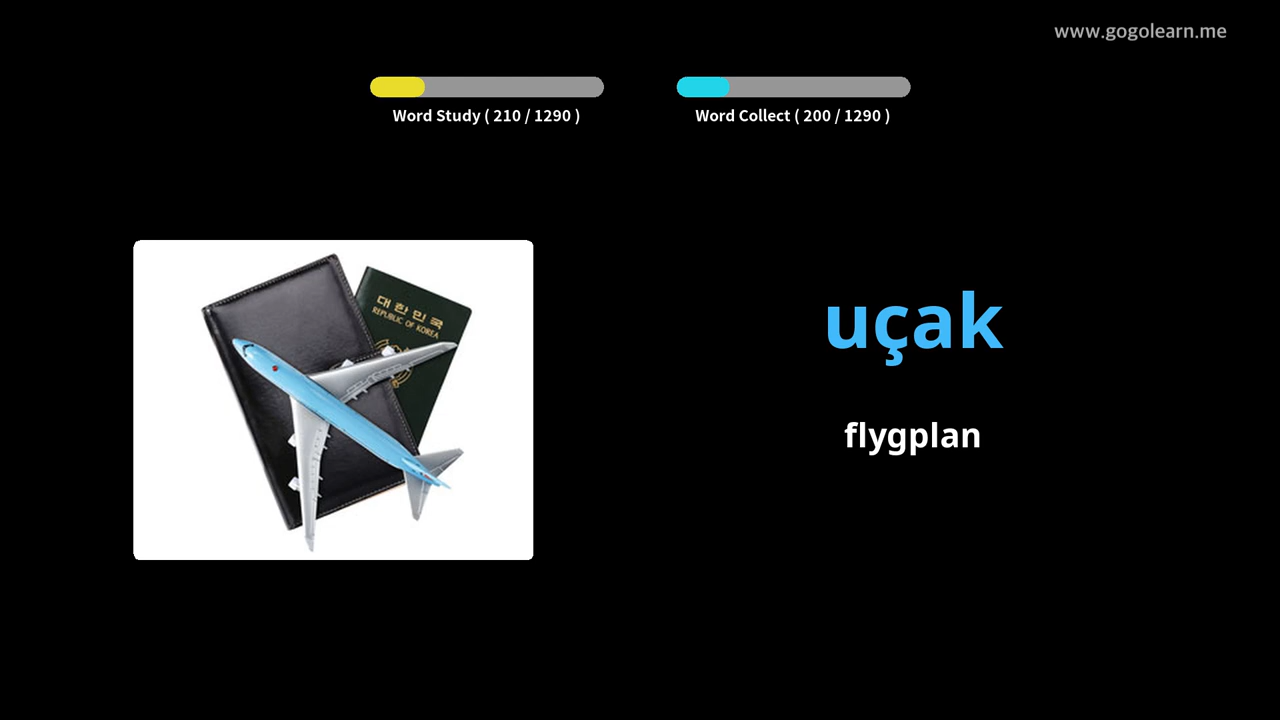 www.gogolearn.me
Word Study ( 210 / 1290 )
Word Collect ( 200 / 1290 )
대한민국
REPUBLIC OF KOREA
uçak
flygplan